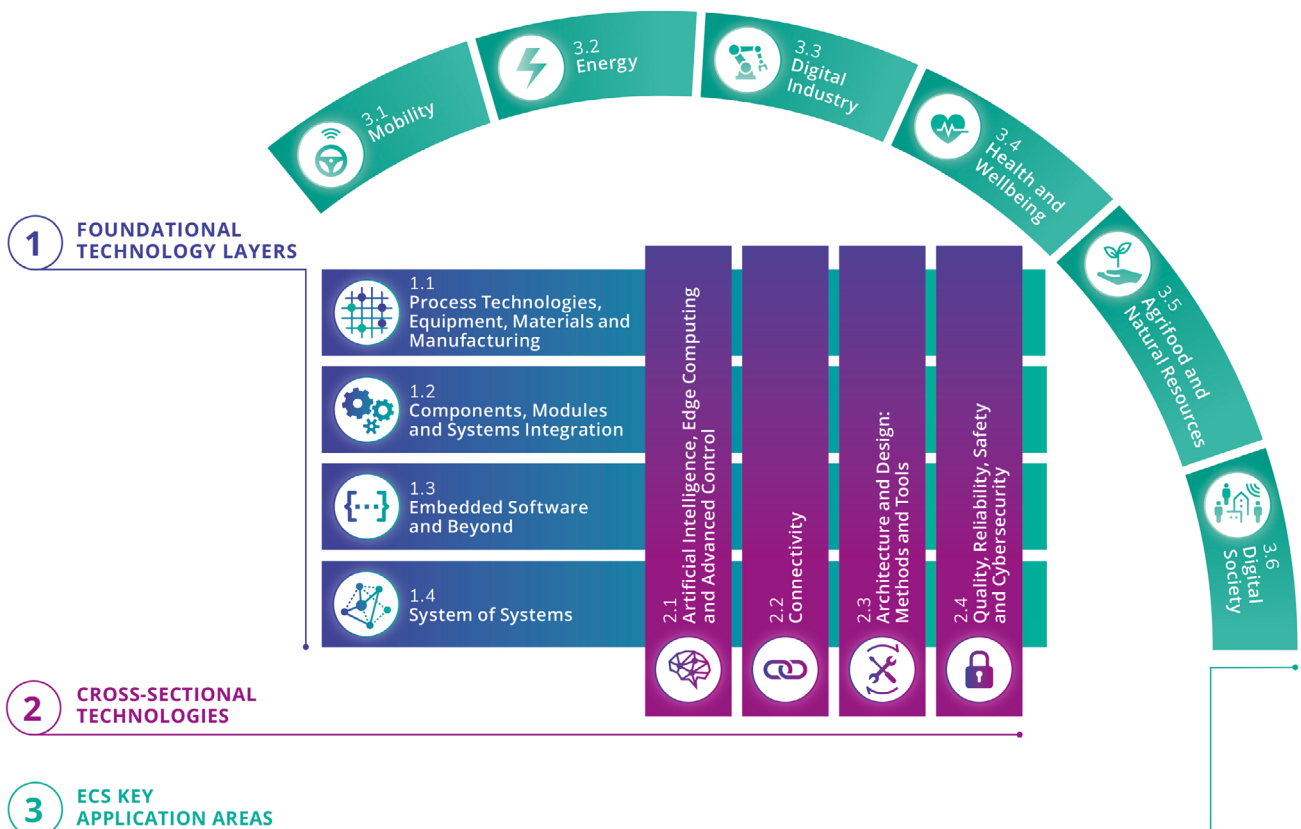 3.1
Mobility
3.2
Energy
3.3
Digital
Industry
3.4
Health and
Wellbeing
3.5
Agrifood and
Natural Resources
3.6
Digital
Society
1
FOUNDATIONAL
TECHNOLOGY LAYERS
1.1
Process Technologies,
Equipment, Materials and
Manufacturing
1.2
Components, Modules
and Systems Integration
1.3
Embedded Software
and Beyond
1.4
System of Systems
2.1
Artificial Intelligence, Edge Computing
and Advanced Control
2.2
Connectivity
2.3
Architecture and Design:
Methods and Tools
2.4
Quality, Reliability, Safety
and Cybersecurity
2
CROSS-SECTIONAL
TECHNOLOGIES
3
ECS KEY
APPLICATION AREAS